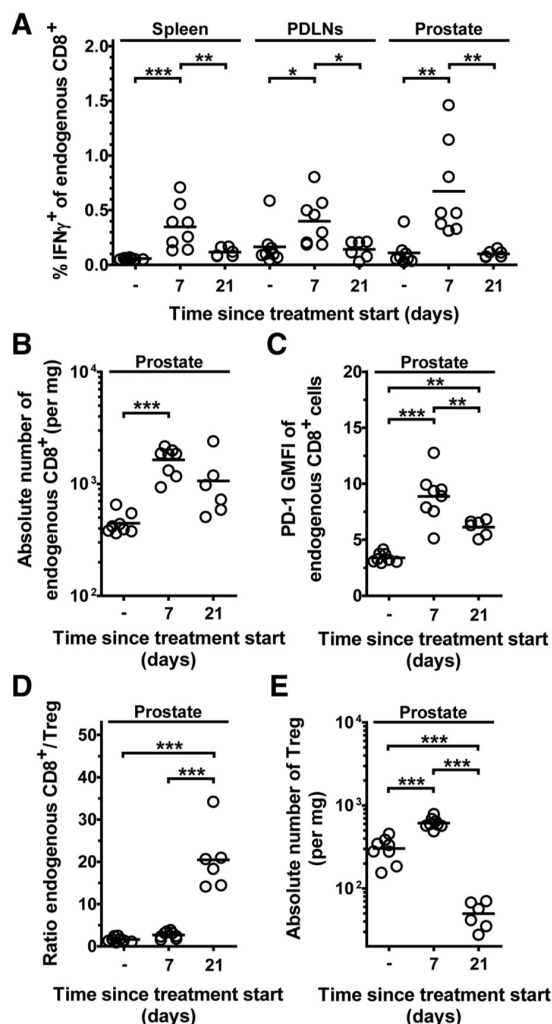 A
Spleen PDLNs Prostate
% IFNγ+ of endogenous CD8+
2.0
1.5
1.0
0.5
0.0
*** ** * * ** **
- 7 21 - 7 21 - 7 21
Time since treatment start (days)
B
Prostate
Absolute number of
endogenous CD8+ (per mg)
10^4
10^3
10^2
***
- 7 21
Time since treatment start
(days)
C
Prostate
PD-1 GMFI of
endogenous CD8+ cells
20
15
10
5
0
**
*** **
- 7 21
Time since treatment start
(days)
D
Prostate
Ratio endogenous CD8+/Treg
50
40
30
20
10
0
***
***
- 7 21
Time since treatment start
(days)
E
Prostate
Absolute number of Treg
(per mg)
10^4
10^3
10^2
***
***
***
- 7 21
Time since treatment start
(days)